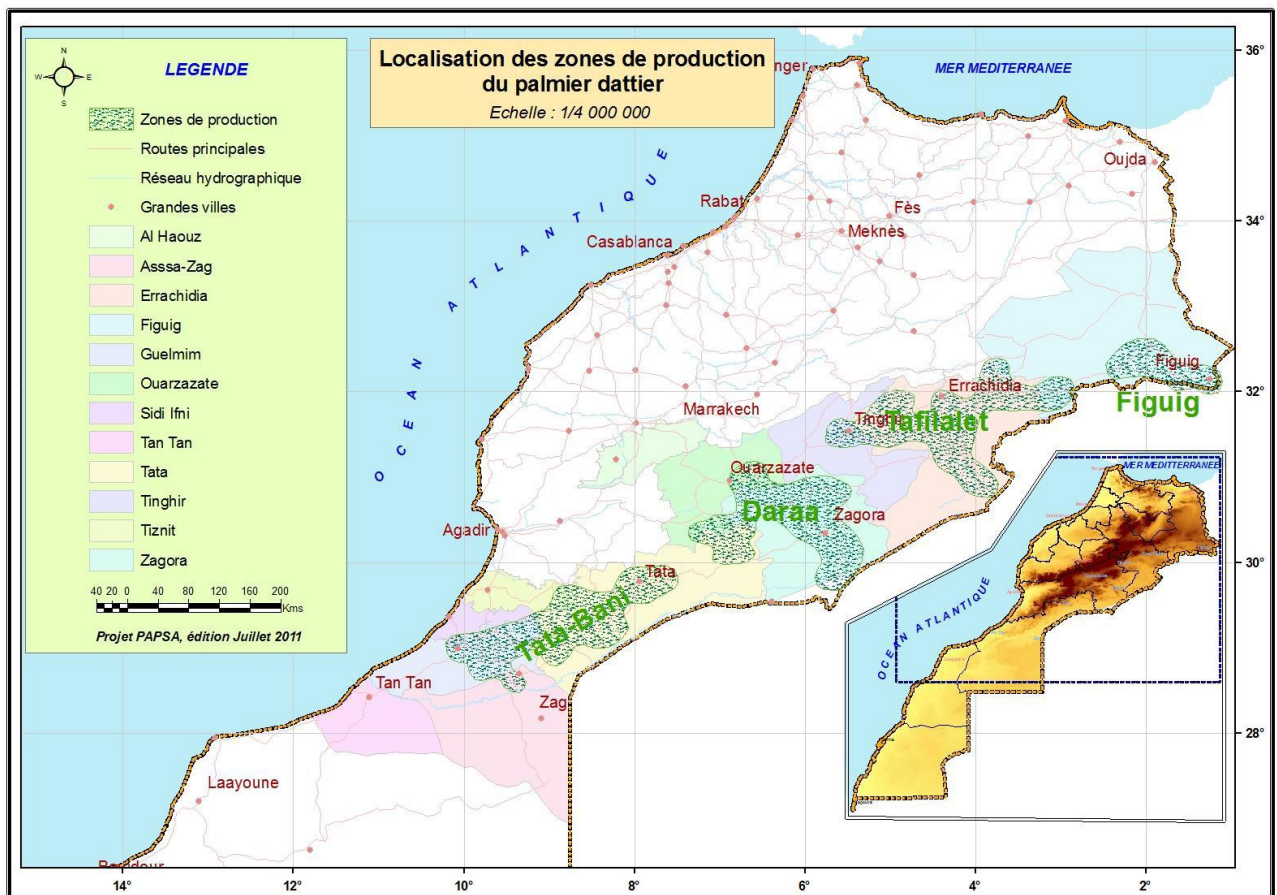 Localisation des zones de production
du palmier dattier
Echelle : 1/4 000 000
N
W
E
S
LEGENDE
Zones de production
Routes principales
Réseau hydrographique
Grandes villes
Al Haouz
Asssa-Zag
Errachidia
Figuig
Guelmim
Ouarzazate
Sidi Ifni
Tan Tan
Tata
Tinghir
Tiznit
Zagora
40 20 0 40 80 120 160 200
Kms
Projet PAPSA, édition Juillet 2011
MER MEDITERRANEE
OCEAN ATLANTIQUE
nger
Oujda
Rabat
Fès
Meknès
Casablanca
Figuig
Figuig
Errachidia
Marrakech
Tinghir
Tafilalet
Ouarzazate
Daraa
Zagora
Agadir
Tata
Tata-Bani
Tan Tan
Zag
Laayoune
36°
34°
32°
30°
28°
14°
12°
10°
8°
6°
4°
2°
MER MEDITERRANEE
OCEAN ATLANTIQUE